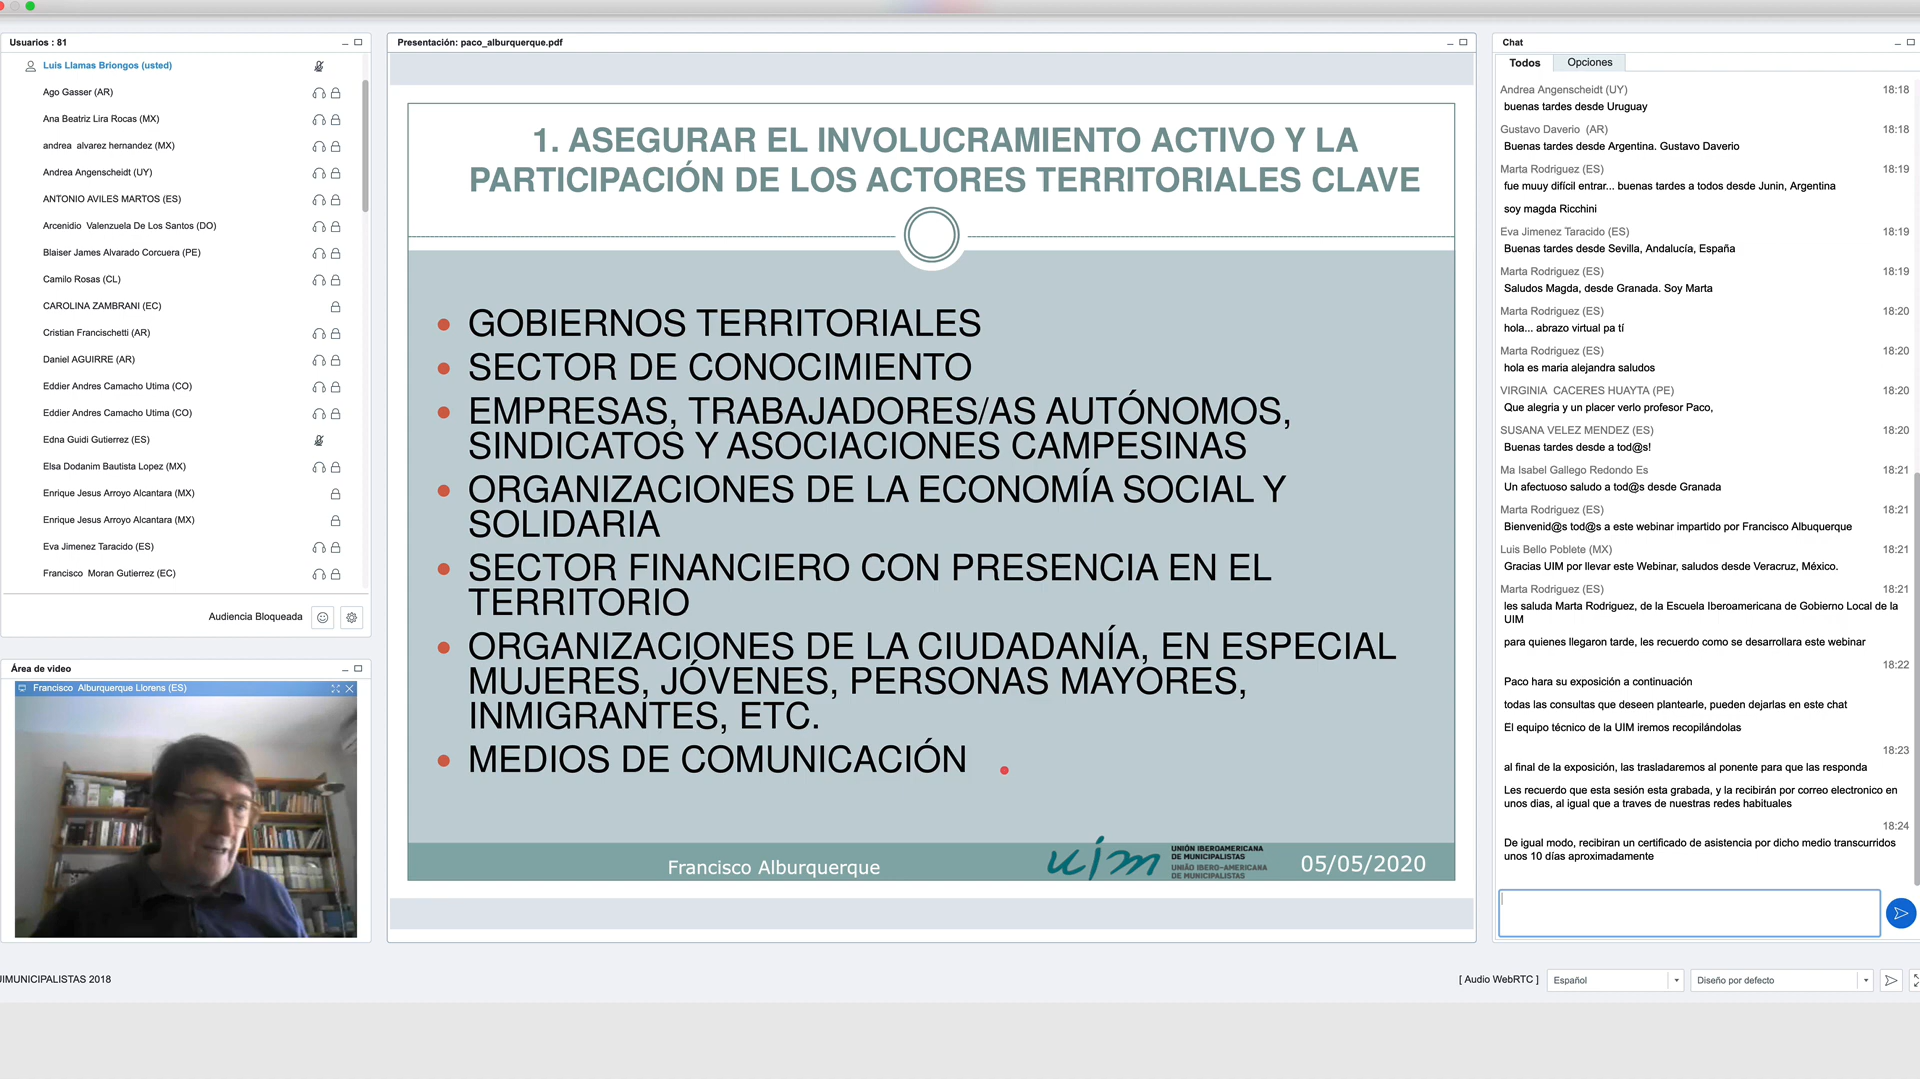 Usuarios : 81
Luis Llamas Briongos (usted)
Ago Gasser (AR)
Ana Beatriz Lira Rocas (MX)
andrea alvarez hernandez (MX)
Andrea Angenscheidt (UY)
ANTONIO AVILES MARTOS (ES)
Arcenidio Valenzuela De Los Santos (DO)
Blaiser James Alvarado Corcuera (PE)
Camilo Rosas (CL)
CAROLINA ZAMBRANI (EC)
Cristian Francischetti (AR)
Daniel AGUIRRE (AR)
Eddier Andres Camacho Utima (CO)
Eddier Andres Camacho Utima (CO)
Edna Guidi Gutierrez (ES)
Elsa Dodanim Bautista Lopez (MX)
Enrique Jesus Arroyo Alcantara (MX)
Enrique Jesus Arroyo Alcantara (MX)
Eva Jimenez Taracido (ES)
Francisco Moran Gutierrez (EC)
Audiencia Bloqueada
Área de video
Francisco Alburquerque Llorens (ES)
Presentación: paco_alburquerque.pdf
1. ASEGURAR EL INVOLUCRAMIENTO ACTIVO Y LA
PARTICIPACIÓN DE LOS ACTORES TERRITORIALES CLAVE
• GOBIERNOS TERRITORIALES
• SECTOR DE CONOCIMIENTO
• EMPRESAS, TRABAJADORES/AS AUTÓNOMOS,
SINDICATOS Y ASOCIACIONES CAMPESINAS
• ORGANIZACIONES DE LA ECONOMÍA SOCIAL Y
SOLIDARIA
• SECTOR FINANCIERO CON PRESENCIA EN EL
TERRITORIO
• ORGANIZACIONES DE LA CIUDADANÍA, EN ESPECIAL
MUJERES, JÓVENES, PERSONAS MAYORES,
INMIGRANTES, ETC.
• MEDIOS DE COMUNICACIÓN
Francisco Alburquerque
uim
UNIÓN IBEROAMERICANA
DE MUNICIPALISTAS
UNIÃO IBERO-AMERICANA
DE MUNICIPALISTAS
05/05/2020
Chat
Todos Opciones
Andrea Angenscheidt (UY) 18:18
buenas tardes desde Uruguay
Gustavo Daverio (AR) 18:18
Buenas tardes desde Argentina. Gustavo Daverio
Marta Rodriguez (ES) 18:19
fue muuy difícil entrar... buenas tardes a todos desde Junin, Argentina
soy magda Ricchini
Eva Jimenez Taracido (ES) 18:19
Buenas tardes desde Sevilla, Andalucía, España
Marta Rodriguez (ES) 18:19
Saludos Magda, desde Granada. Soy Marta
Marta Rodriguez (ES) 18:20
hola... abrazo virtual pa tí
Marta Rodriguez (ES) 18:20
hola es maria alejandra saludos
VIRGINIA CACERES HUAYTA (PE) 18:20
Que alegria y un placer verlo profesor Paco,
SUSANA VELEZ MENDEZ (ES) 18:20
Buenas tardes desde a tod@s!
Ma Isabel Gallego Redondo Es 18:21
Un afectuoso saludo a tod@s desde Granada
Marta Rodriguez (ES) 18:21
Bienvenid@s tod@s a este webinar impartido por Francisco Albuquerque
Luis Bello Poblete (MX) 18:21
Gracias UIM por llevar este Webinar, saludos desde Veracruz, México.
Marta Rodriguez (ES) 18:21
les saluda Marta Rodriguez, de la Escuela Iberoamericana de Gobierno Local de la
UIM
para quienes llegaron tarde, les recuerdo como se desarrollara este webinar
18:22
Paco hara su exposición a continuación
todas las consultas que deseen plantearle, pueden dejarlas en este chat
El equipo técnico de la UIM iremos recopilándolas
18:23
al final de la exposición, las trasladaremos al ponente para que las responda
Les recuerdo que esta sesión esta grabada, y la recibirán por correo electronico en
unos dias, al igual que a traves de nuestras redes habituales
18:24
De igual modo, recibiran un certificado de asistencia por dicho medio transcurridos
unos 10 días aproximadamente
UIMUNICIPALISTAS 2018
[ Audio WebRTC ] Español Diseño por defecto